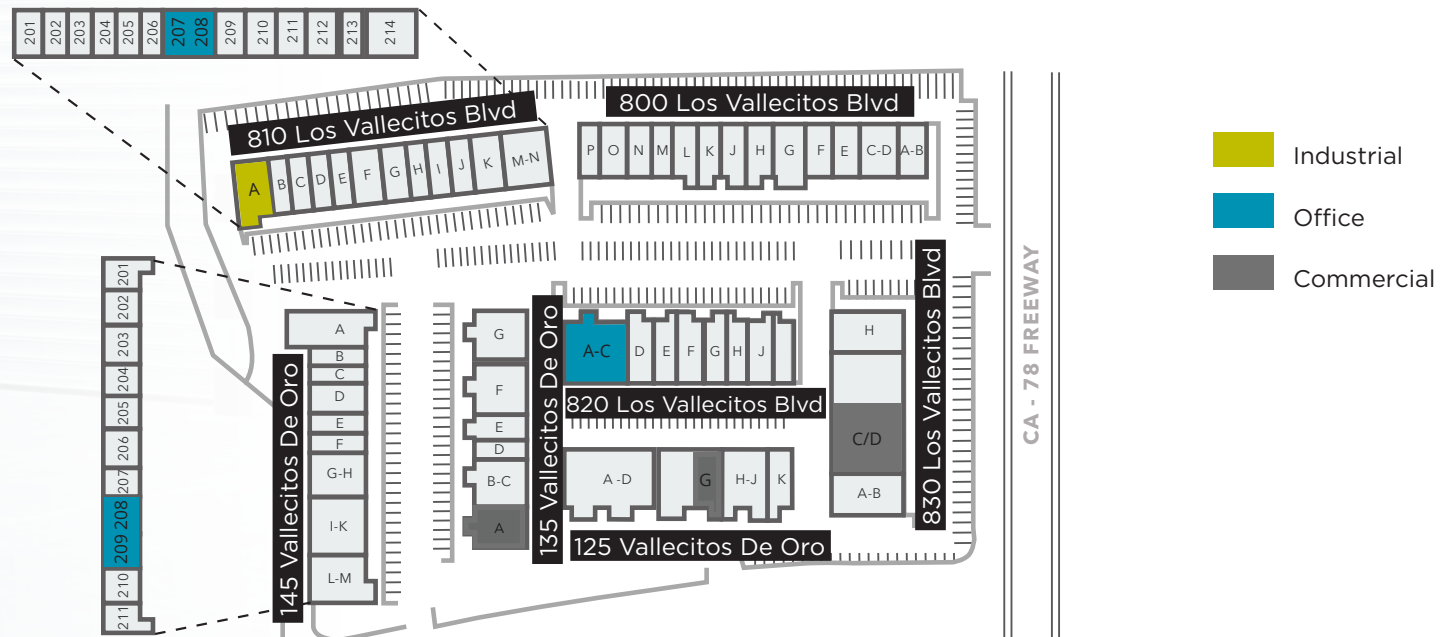 201 202 203 204 205 206 207 208 209 210 211 212 213 214
810 Los Vallecitos Blvd
A B C D E F G H I J K M-N
800 Los Vallecitos Blvd
P O N M L K J H G F E C-D A-B
Industrial
Office
Commercial
CA - 78 FREEWAY
201
202
203
204
205
206
207
208
209
210
211
145 Vallecitos De Oro
A
B
C
D
E
F
G-H
I-K
L-M
G
F
E
D
B-C
A
135 Vallecitos De Oro
A-C D E F G H J
820 Los Vallecitos Blvd
A -D G H-J K
125 Vallecitos De Oro
H
C/D
A-B
830 Los Vallecitos Blvd